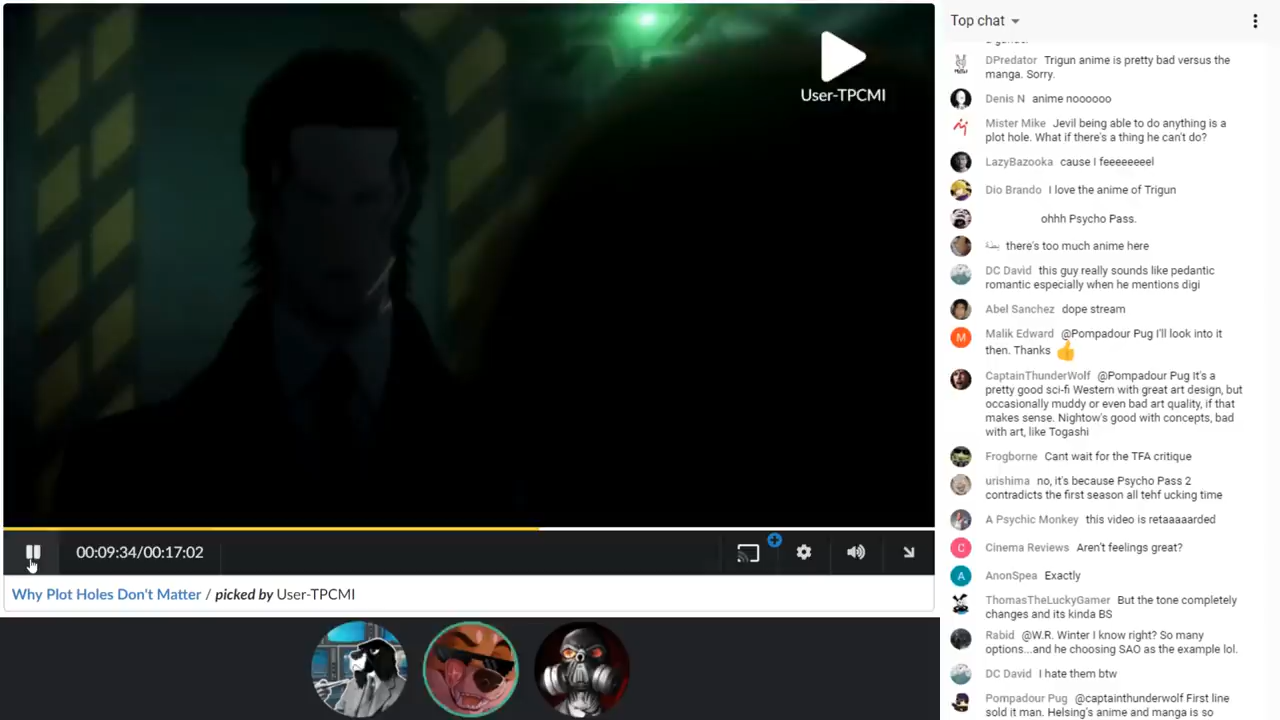 Top chat
DPredator Trigun anime is pretty bad versus the
manga. Sorry.
Denis N anime noooooo
Mister Mike Jevil being able to do anything is a
plot hole. What if there's a thing he can't do?
LazyBazooka cause I feeeeeeeel
Dio Brando I love the anime of Trigun
ohhh Psycho Pass.
there's too much anime here
DC David this guy really sounds like pedantic
romantic especially when he mentions digi
Abel Sanchez dope stream
M
Malik Edward @Pompadour Pug I'll look into it
then. Thanks
CaptainThunderWolf @Pompadour Pug It's a
pretty good sci-fi Western with great art design, but
occasionally muddy or even bad art quality, if that
makes sense. Nightow's good with concepts, bad
with art, like Togashi
Frogborne Cant wait for the TFA critique
urishima no, it's because Psycho Pass 2
contradicts the first season all tehf ucking time
A Psychic Monkey this video is retaaaaarded
C
Cinema Reviews Aren't feelings great?
A
AnonSpea Exactly
ThomasTheLuckyGamer But the tone completely
changes and its kinda BS
Rabid @W.R. Winter I know right? So many
options...and he choosing SAO as the example lol.
DC David I hate them btw
Pompadour Pug @captainthunderwolf First line
sold it man. Helsing's anime and manga is so
User-TPCMI
00:09:34/00:17:02
Why Plot Holes Don't Matter / picked by User-TPCMI